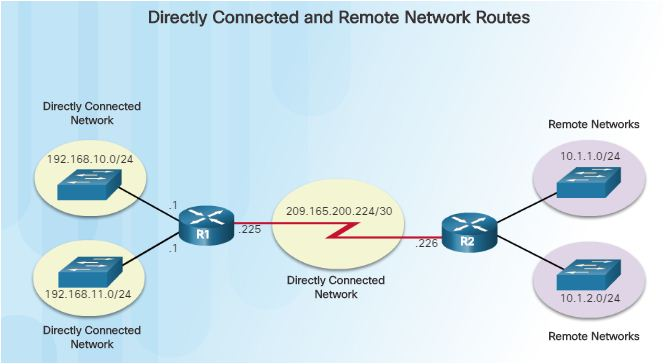 Directly Connected and Remote Network Routes
Directly Connected
Network
192.168.10.0/24
.1
.1
R1
.225
192.168.11.0/24
Directly Connected
Network
209.165.200.224/30
Directly Connected
Network
.226
R2
Remote Networks
10.1.1.0/24
10.1.2.0/24
Remote Networks